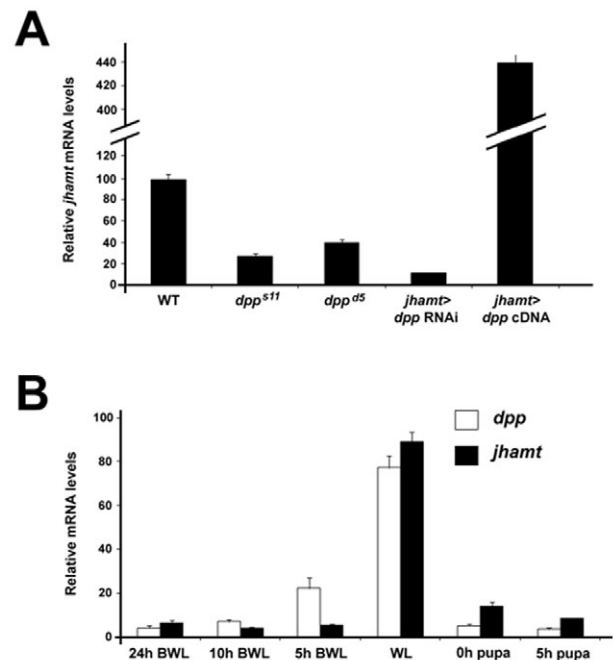 A
Relative jhamt mRNA levels
440
420
400
120
100
80
60
40
20
0
WT
dpp s11
dpp d5
jhamt>
dpp RNAi
jhamt>
dpp cDNA
B
Relative mRNA levels
100
80
60
40
20
0
dpp
jhamt
24h BWL
10h BWL
5h BWL
WL
0h pupa
5h pupa